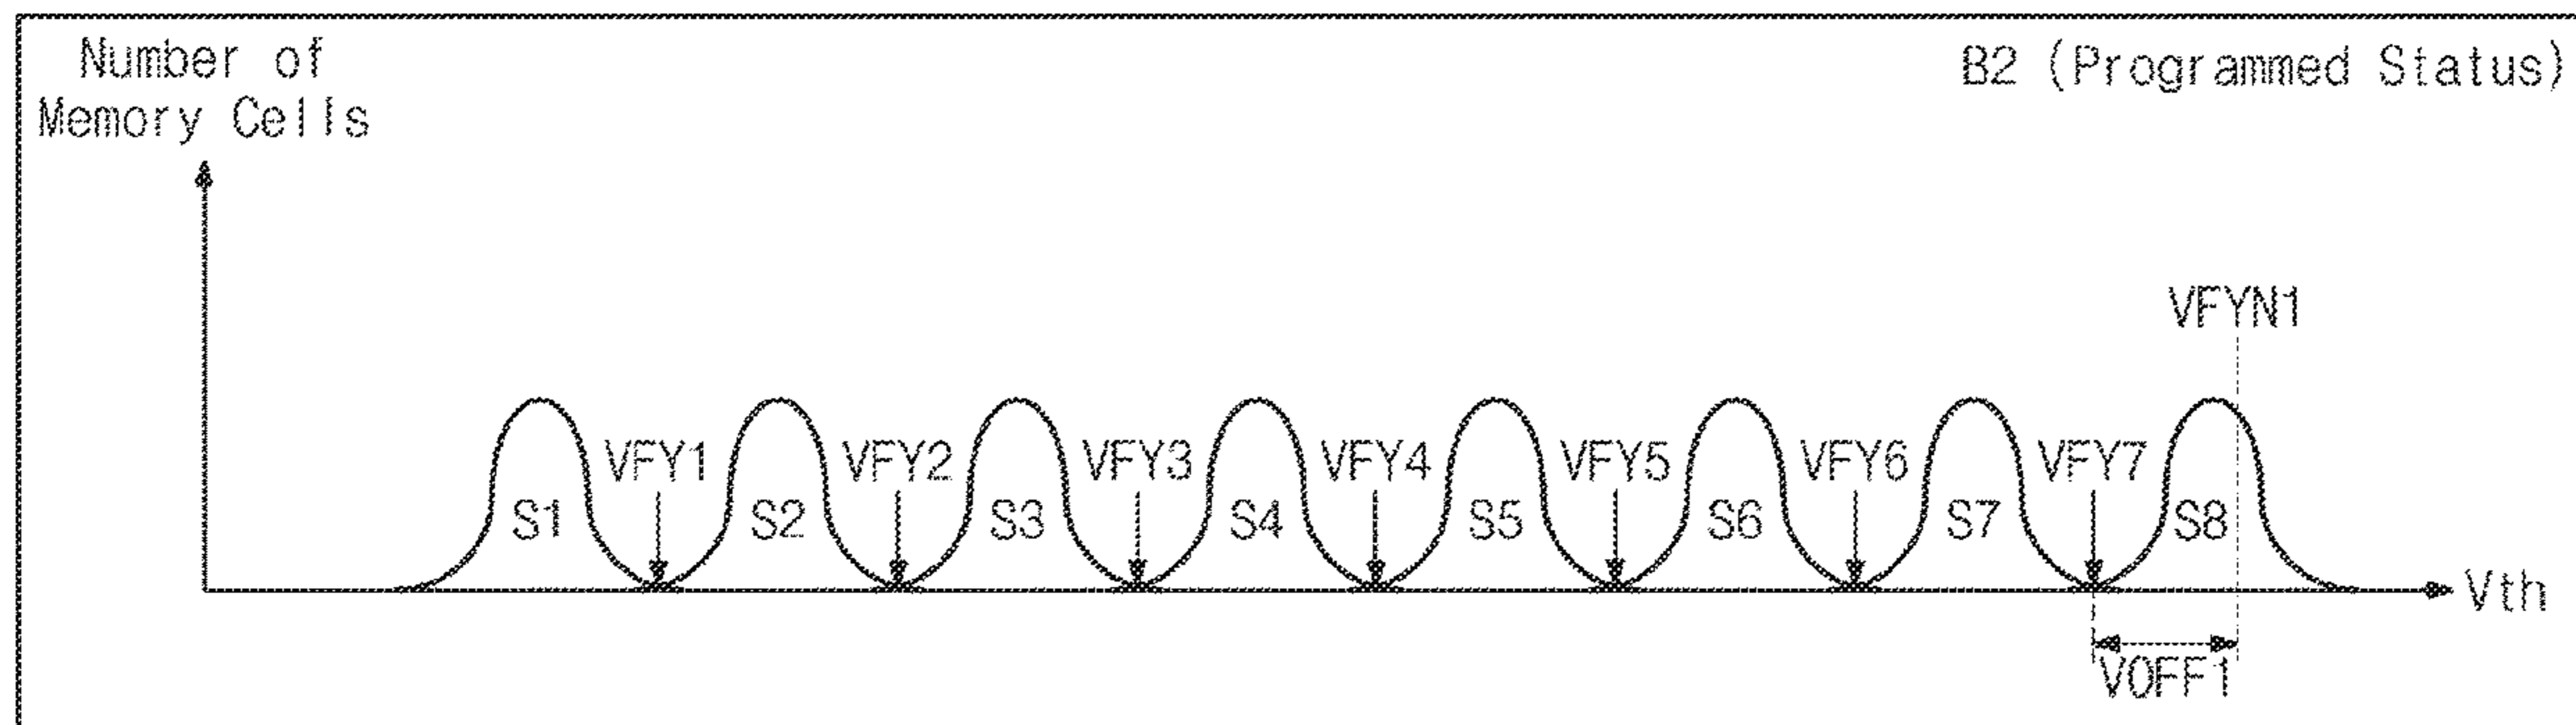 Number of
Memory Cells
B2 (Programmed Status)
VFYN1
VFY1 VFY2 VFY3 VFY4 VFY5 VFY6 VFY7
S1 S2 S3 S4 S5 S6 S7 S8
Vth
VOFF1